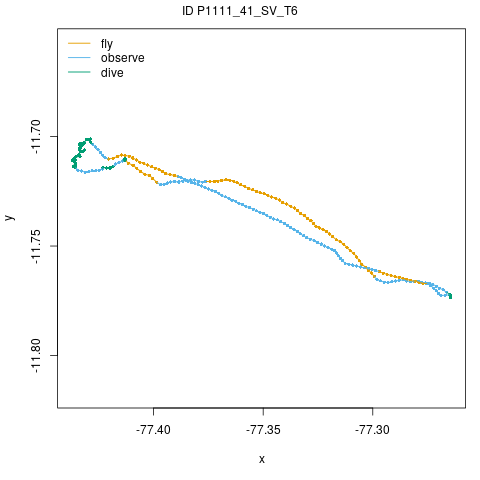 ID P1111_41_SV_T6
fly
observe
dive
-11.70
-11.75
-11.80
y
-77.40
-77.35
-77.30
x